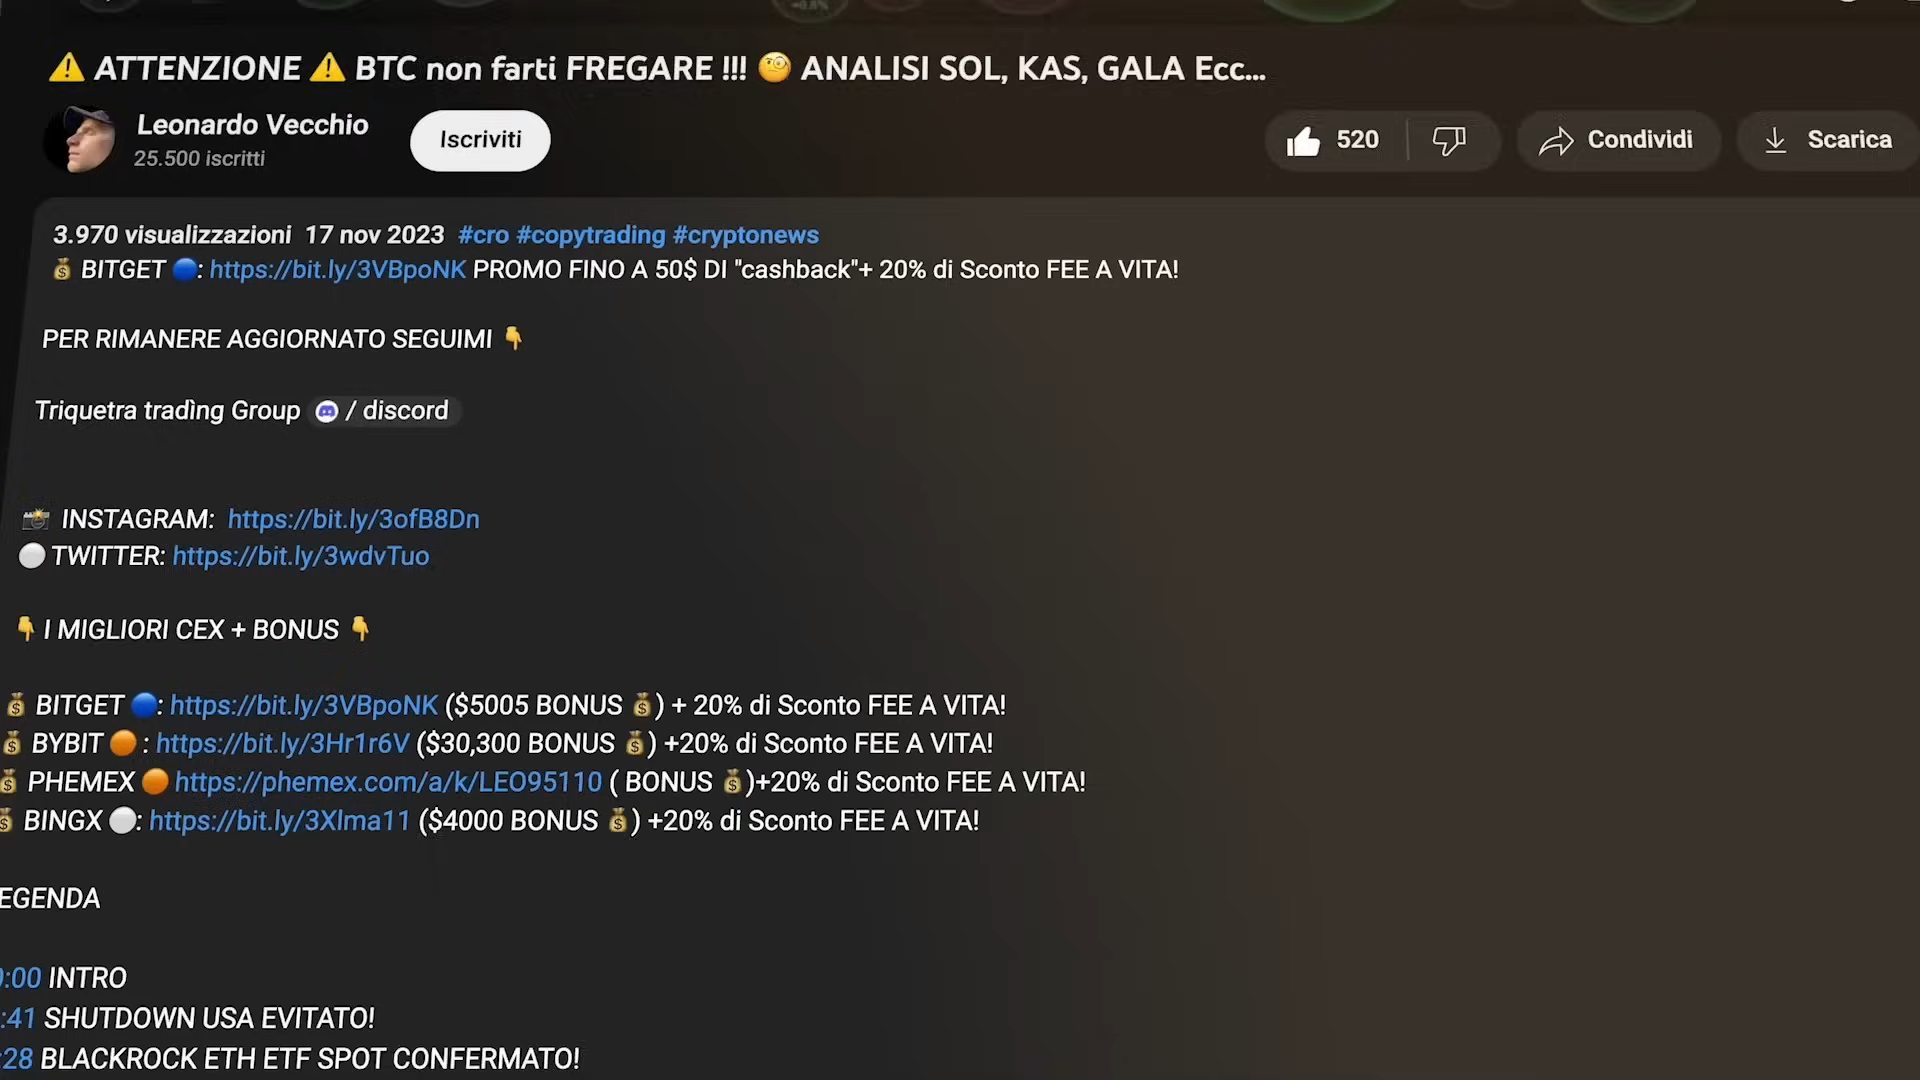 +0.8%
⚠️ ATTENZIONE ⚠️ BTC non farti FREGARE !!! 🧐 ANALISI SOL, KAS, GALA Ecc...
Leonardo Vecchio
25.500 iscritti
Iscriviti
520
Condividi
Scarica
3.970 visualizzazioni 17 nov 2023 #cro #copytrading #cryptonews
💰 BITGET 🔵: https://bit.ly/3VBpoNK PROMO FINO A 50$ DI "cashback"+ 20% di Sconto FEE A VITA!
PER RIMANERE AGGIORNATO SEGUIMI 👇
Triquetra tradìng Group / discord
📸 INSTAGRAM: https://bit.ly/3ofB8Dn
⚪ TWITTER: https://bit.ly/3wdvTuo
👇 I MIGLIORI CEX + BONUS 👇
💰 BITGET 🔵: https://bit.ly/3VBpoNK ($5005 BONUS 💰) + 20% di Sconto FEE A VITA!
💰 BYBIT 🟠 : https://bit.ly/3Hr1r6V ($30,300 BONUS 💰) +20% di Sconto FEE A VITA!
💰 PHEMEX 🟠 https://phemex.com/a/k/LEO95110 ( BONUS 💰)+20% di Sconto FEE A VITA!
💰 BINGX ⚪: https://bit.ly/3Xlma11 ($4000 BONUS 💰) +20% di Sconto FEE A VITA!
EGENDA
0:00 INTRO
:41 SHUTDOWN USA EVITATO!
:28 BLACKROCK ETH ETF SPOT CONFERMATO!